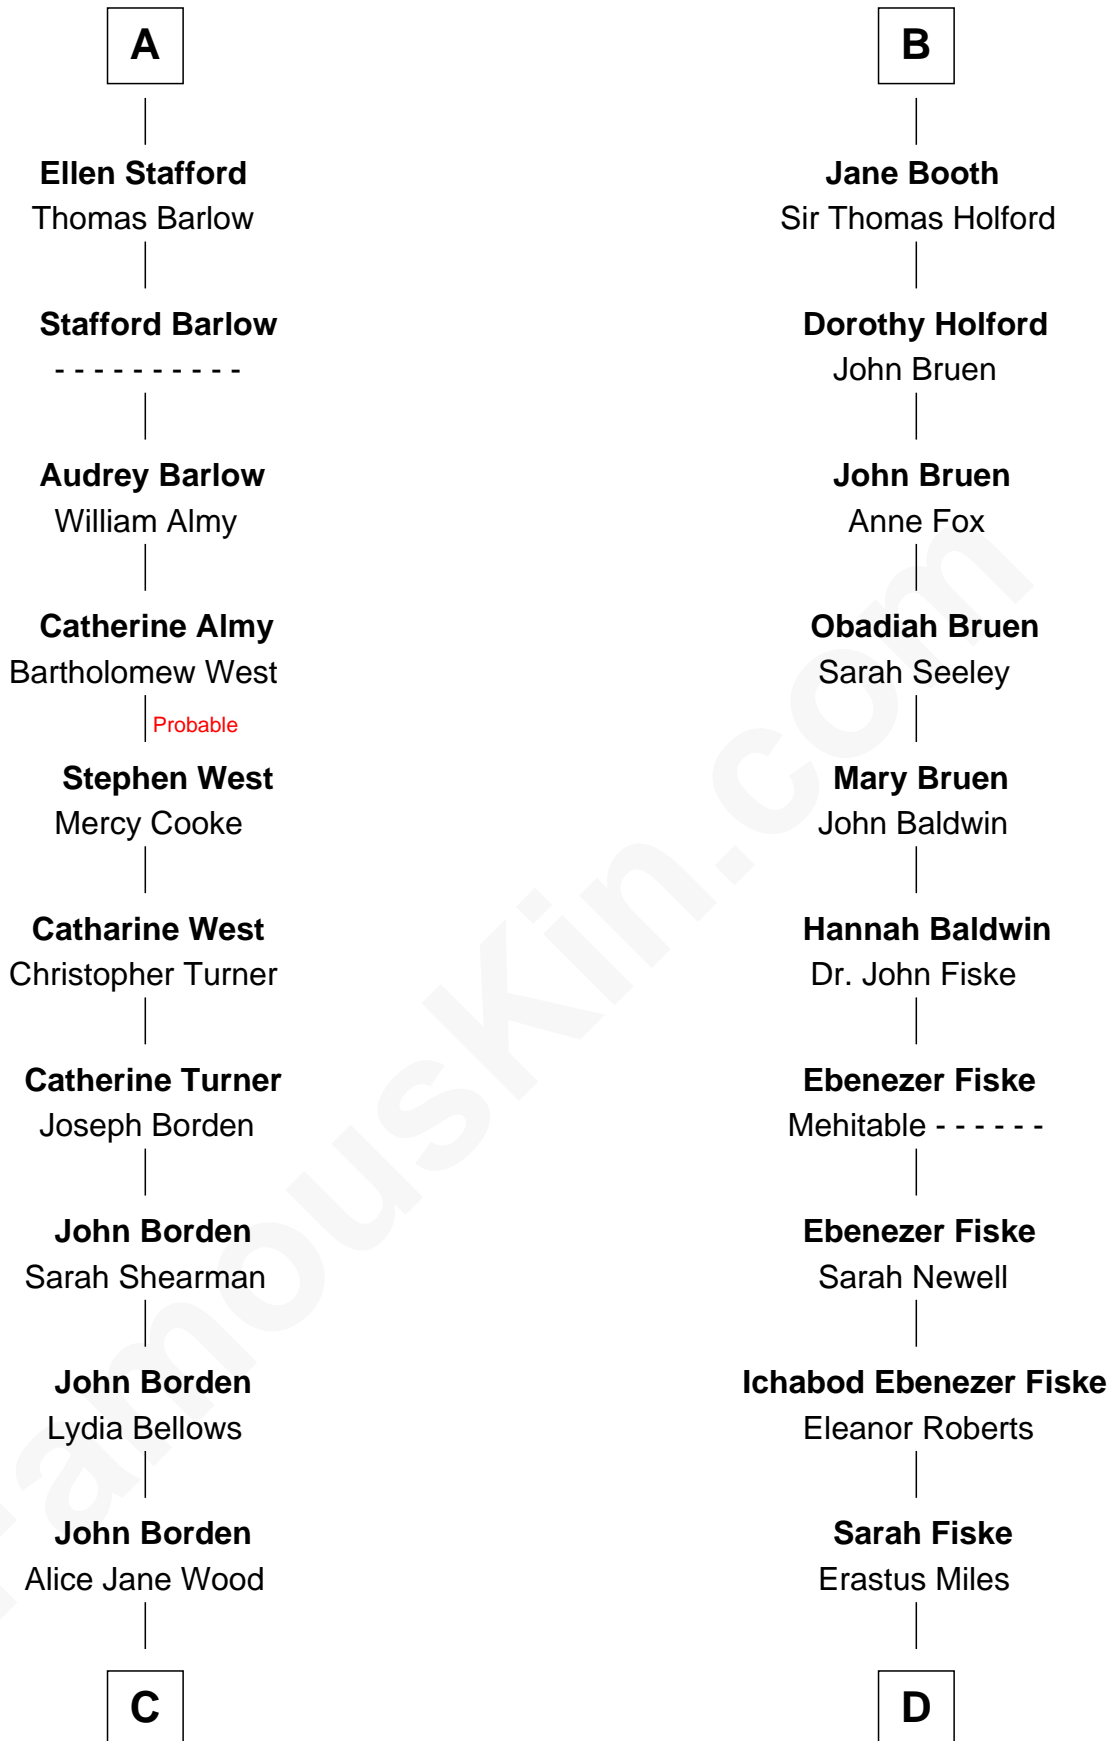 A
Ellen Stafford
Thomas Barlow
Stafford Barlow
- - - - - - - - - -
Audrey Barlow
William Almy
Catherine Almy
Bartholomew West
Probable
Stephen West
Mercy Cooke
Catharine West
Christopher Turner
Catherine Turner
Joseph Borden
John Borden
Sarah Shearman
John Borden
Lydia Bellows
John Borden
Alice Jane Wood
C
B
Jane Booth
Sir Thomas Holford
Dorothy Holford
John Bruen
John Bruen
Anne Fox
Obadiah Bruen
Sarah Seeley
Mary Bruen
John Baldwin
Hannah Baldwin
Dr. John Fiske
Ebenezer Fiske
Mehitable - - - - - -
Ebenezer Fiske
Sarah Newell
Ichabod Ebenezer Fiske
Eleanor Roberts
Sarah Fiske
Erastus Miles
D
FamousKin.com